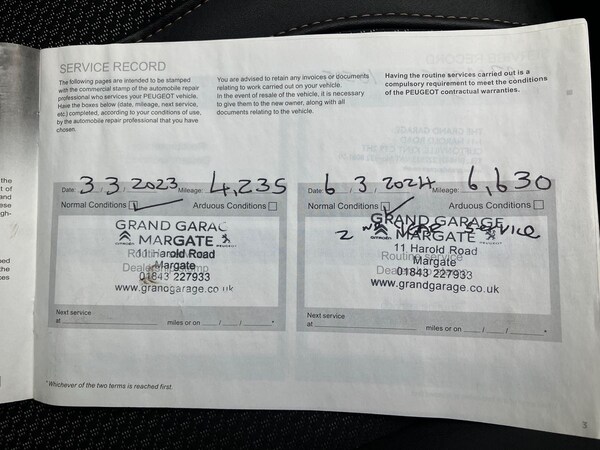 SERVICE RECORD
The following pages are intended to be stamped
with the commercial stamp of the automobile repair
professional who services your PEUGEOT vehicle.
Have the boxes below (date, mileage, next service,
etc.) completed, according to your conditions of use,
by the automobile repair professional that you have
chosen.
You are advised to retain any invoices or documents
relating to work carried out on your vehicle.
In the event of resale of the vehicle, it is necessary
to give them to the new owner, along with all
documents relating to the vehicle.
Having the routine services carried out is a
compulsory requirement to meet the conditions
of the PEUGEOT contractual warranties.
Date: 3 / 3 / 2023 Mileage: 4,235
Normal Conditions Arduous Conditions
GRAND GARAG
CITROËN MARGATE
11 Harold Road
Margate
01843 227933
www.grandgarage.co.uk
Next service
at miles or on / / *
Date: 6 / 3 / 2024 Mileage: 6,630
Normal Conditions Arduous Conditions
GRAND GARAGE
2nd service
CITROËN MARGATE PEUGEOT
11 Harold Road
Routine service
Margate
01843 227933
www.grandgarage.co.uk
Next service
at miles or on / / *
* Whichever of the two terms is reached first.
3